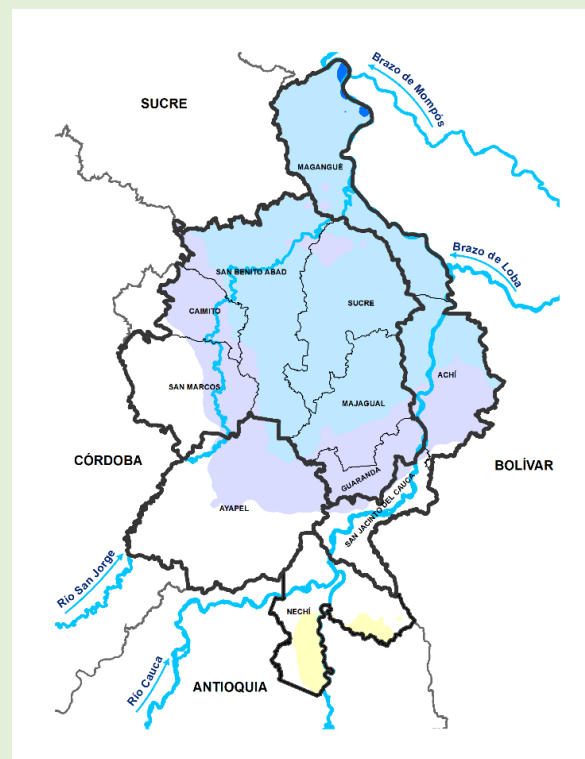 Brazo de Mompós
SUCRE
MAGANGUÉ
Brazo de Loba
SAN BENITO ABAD
SUCRE
CAIMITO
ACHÍ
SAN MARCOS
MAJAGUAL
CÓRDOBA
BOLÍVAR
GUARANDA
AYAPEL
SAN JACINTO DEL CAUCA
Río San Jorge
NECHÍ
Río Cauca
ANTIOQUIA